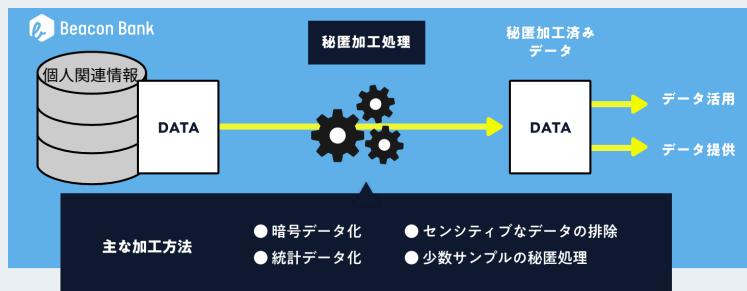 Beacon Bank
秘匿加工処理
秘匿加工済み
データ
個人関連情報
DATA
DATA
データ活用
データ提供
主な加工方法
●暗号データ化
●センシティブなデータの排除
●統計データ化
●少数サンプルの秘匿処理